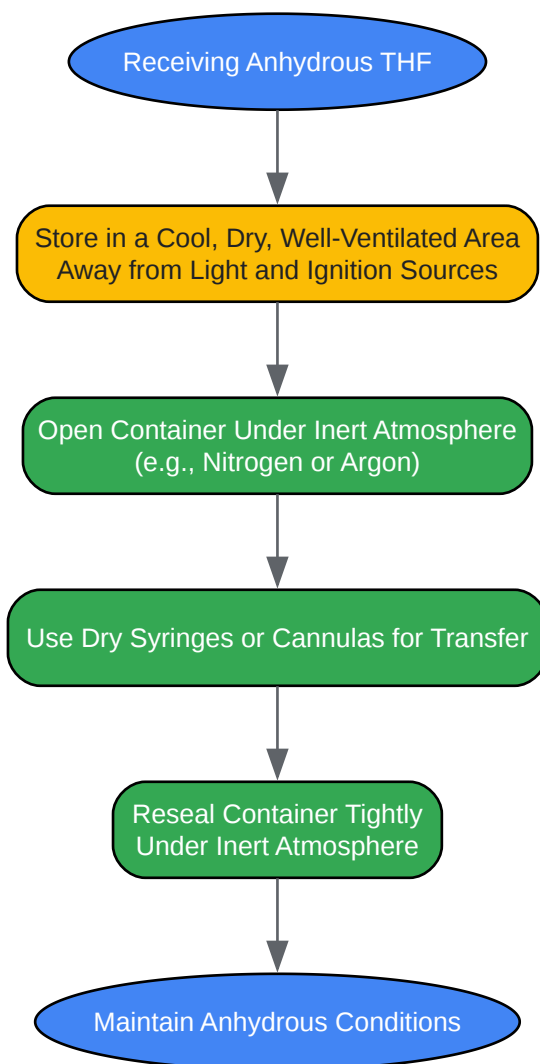 Receiving Anhydrous THF
Store in a Cool, Dry, Well-Ventilated Area
Away from Light and Ignition Sources
Open Container Under Inert Atmosphere
(e.g., Nitrogen or Argon)
Use Dry Syringes or Cannulas for Transfer
Reseal Container Tightly
Under Inert Atmosphere
Maintain Anhydrous Conditions